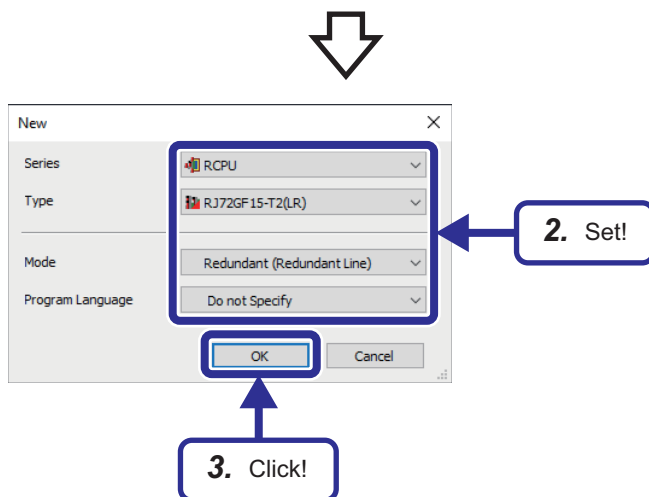 New
Series
RCPU
Type
RJ72GF15-T2(LR)
2. Set!
Mode
Redundant (Redundant Line)
Program Language
Do not Specify
OK
Cancel
3. Click!